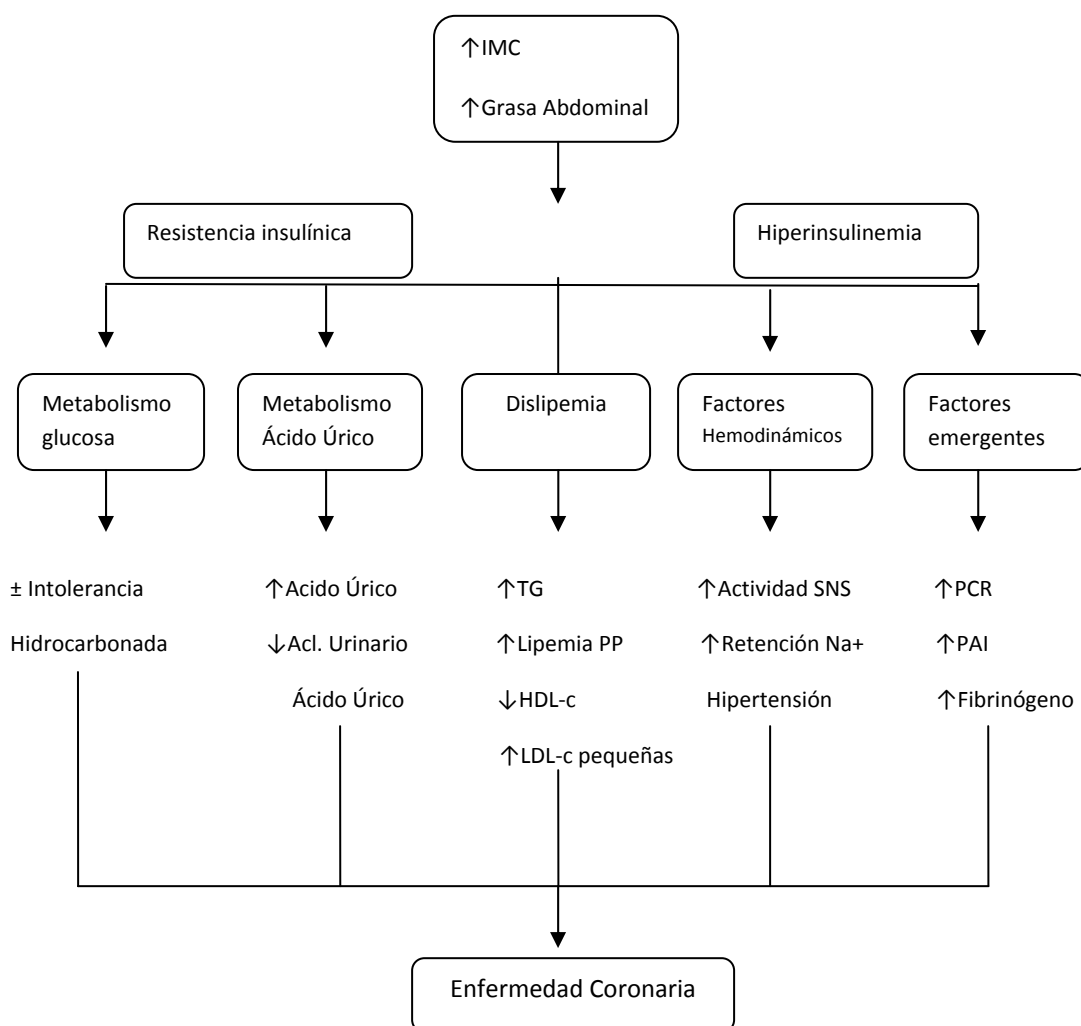 ↑IMC
↑Grasa Abdominal
Resistencia insulínica
Hiperinsulinemia
Metabolismo
glucosa
Metabolismo
Ácido Úrico
Dislipemia
Factores
Hemodinámicos
Factores
emergentes
± Intolerancia
Hidrocarbonada
↑Acido Úrico
↓Acl. Urinario
Ácido Úrico
↑TG
↑Lipemia PP
↓HDL-c
↑LDL-c pequeñas
↑Actividad SNS
↑Retención Na+
Hipertensión
↑PCR
↑PAI
↑Fibrinógeno
Enfermedad Coronaria